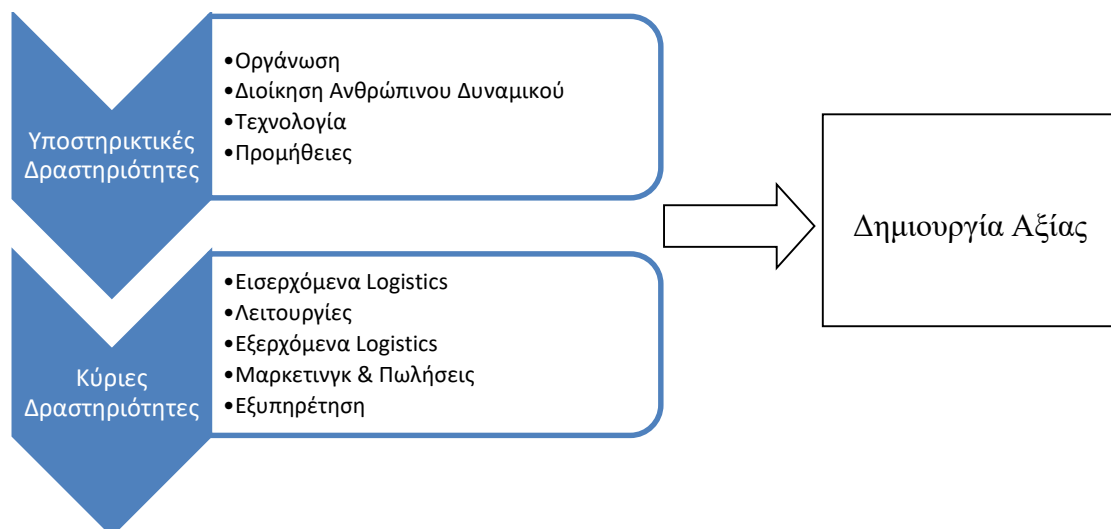 Υποστηρικτικές
Δραστηριότητες
•Οργάνωση
•Διοίκηση Ανθρώπινου Δυναμικού
•Τεχνολογία
•Προμήθειες
Κύριες
Δραστηριότητες
•Εισερχόμενα Logistics
•Λειτουργίες
•Εξερχόμενα Logistics
•Μαρκετινγκ & Πωλήσεις
•Εξυπηρέτηση
Δημιουργία Αξίας